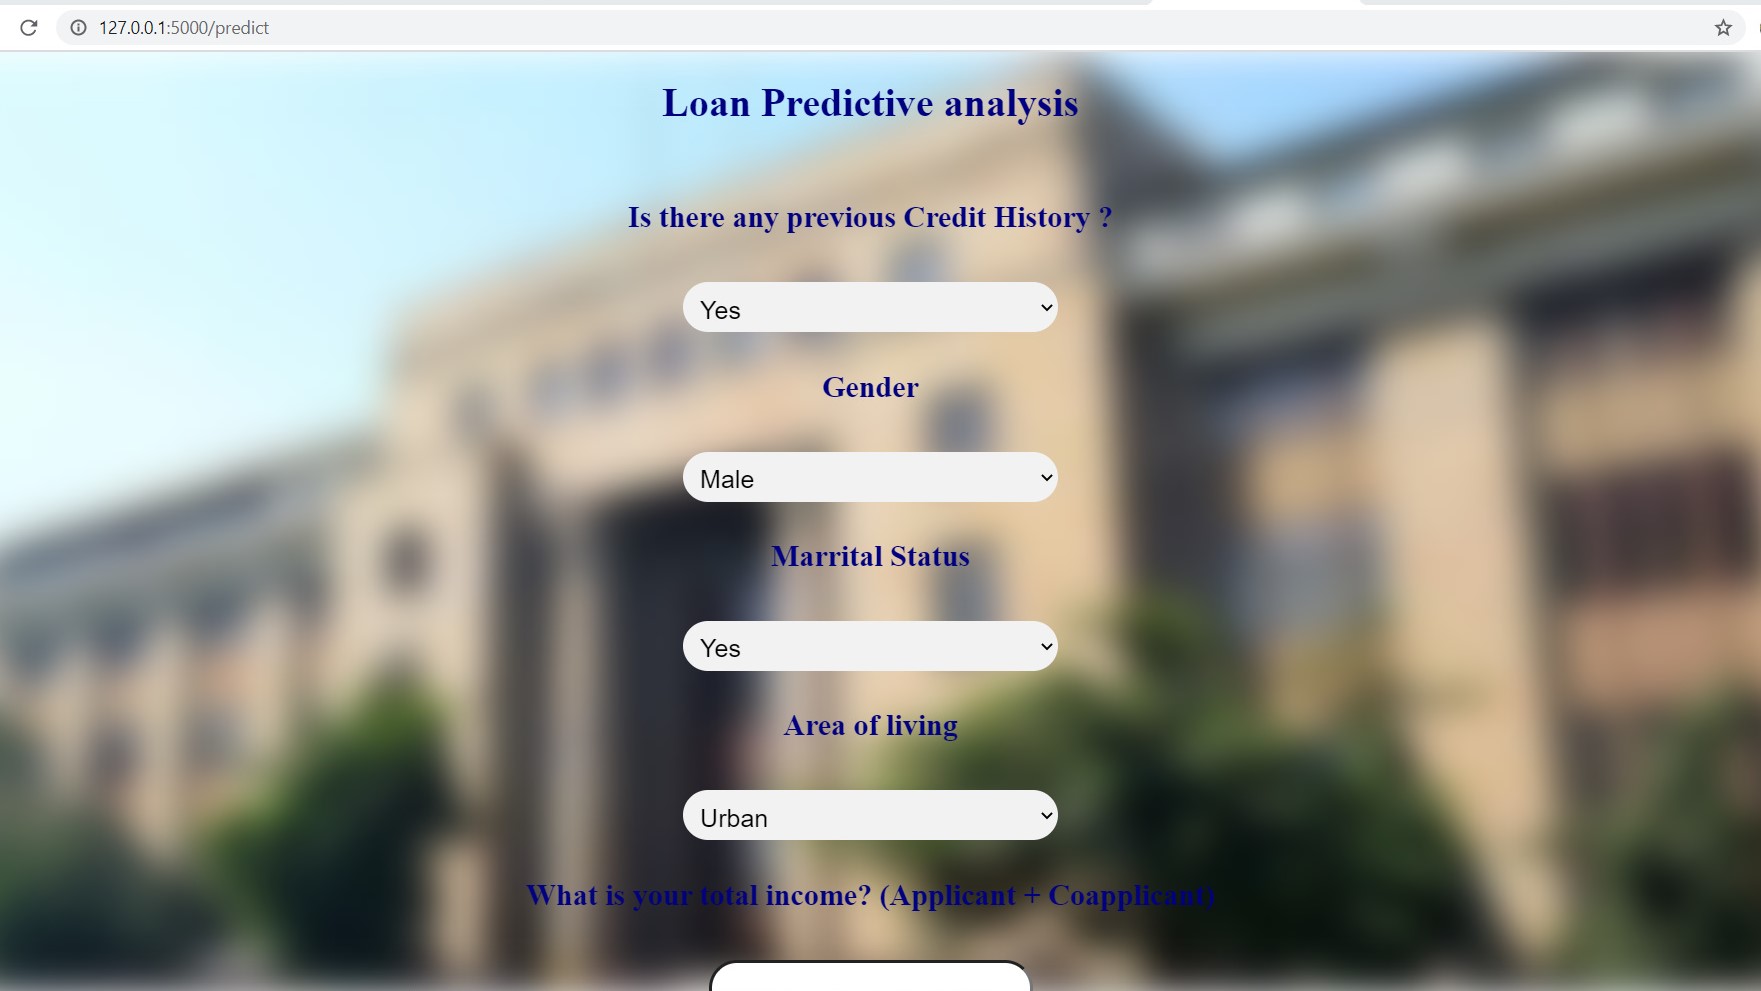 127.0.0.1:5000/predict
Loan Predictive analysis
Is there any previous Credit History ?
Yes
Gender
Male
Marrital Status
Yes
Area of living
Urban
What is your total income? (Applicant + Coapplicant)